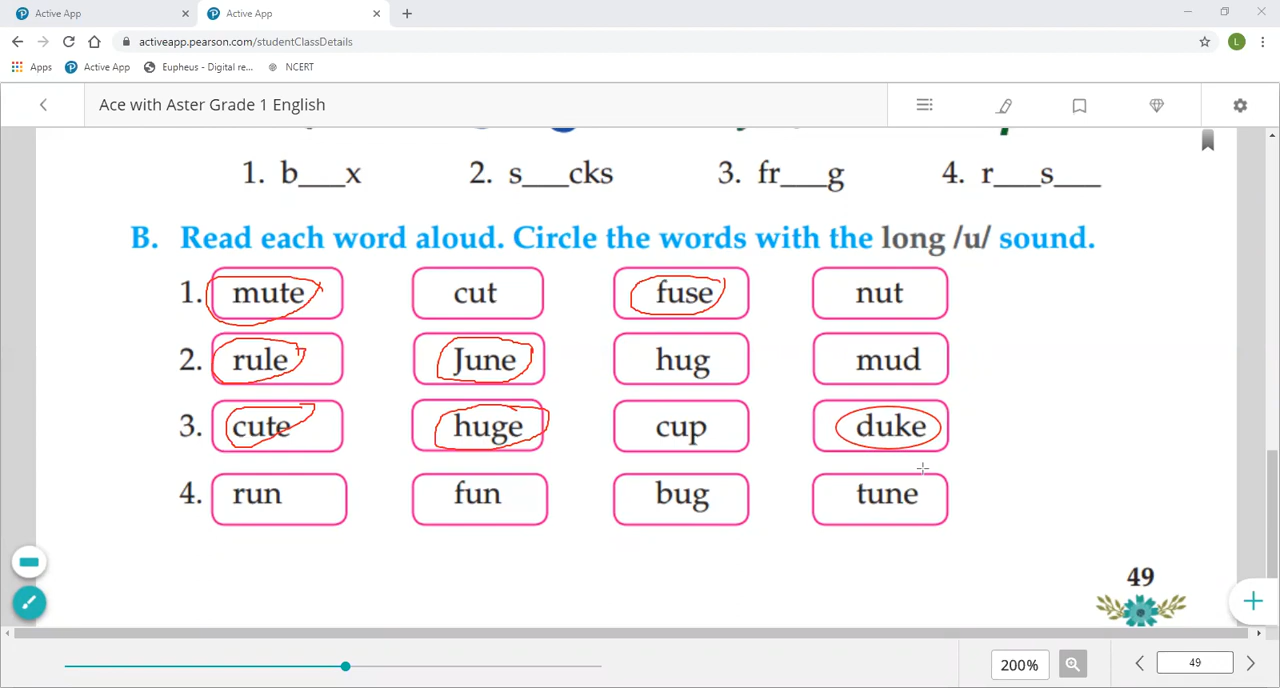 Active App
Active App
activeapp.pearson.com/studentClassDetails
L
Apps Active App Eupheus - Digital re... NCERT
Ace with Aster Grade 1 English
1. b___x 2. s___cks 3. fr___g 4. r___s___
B. Read each word aloud. Circle the words with the long /u/ sound.
1. mute cut fuse nut
2. rule June hug mud
3. cute huge cup duke
4. run fun bug tune
49
200% 49